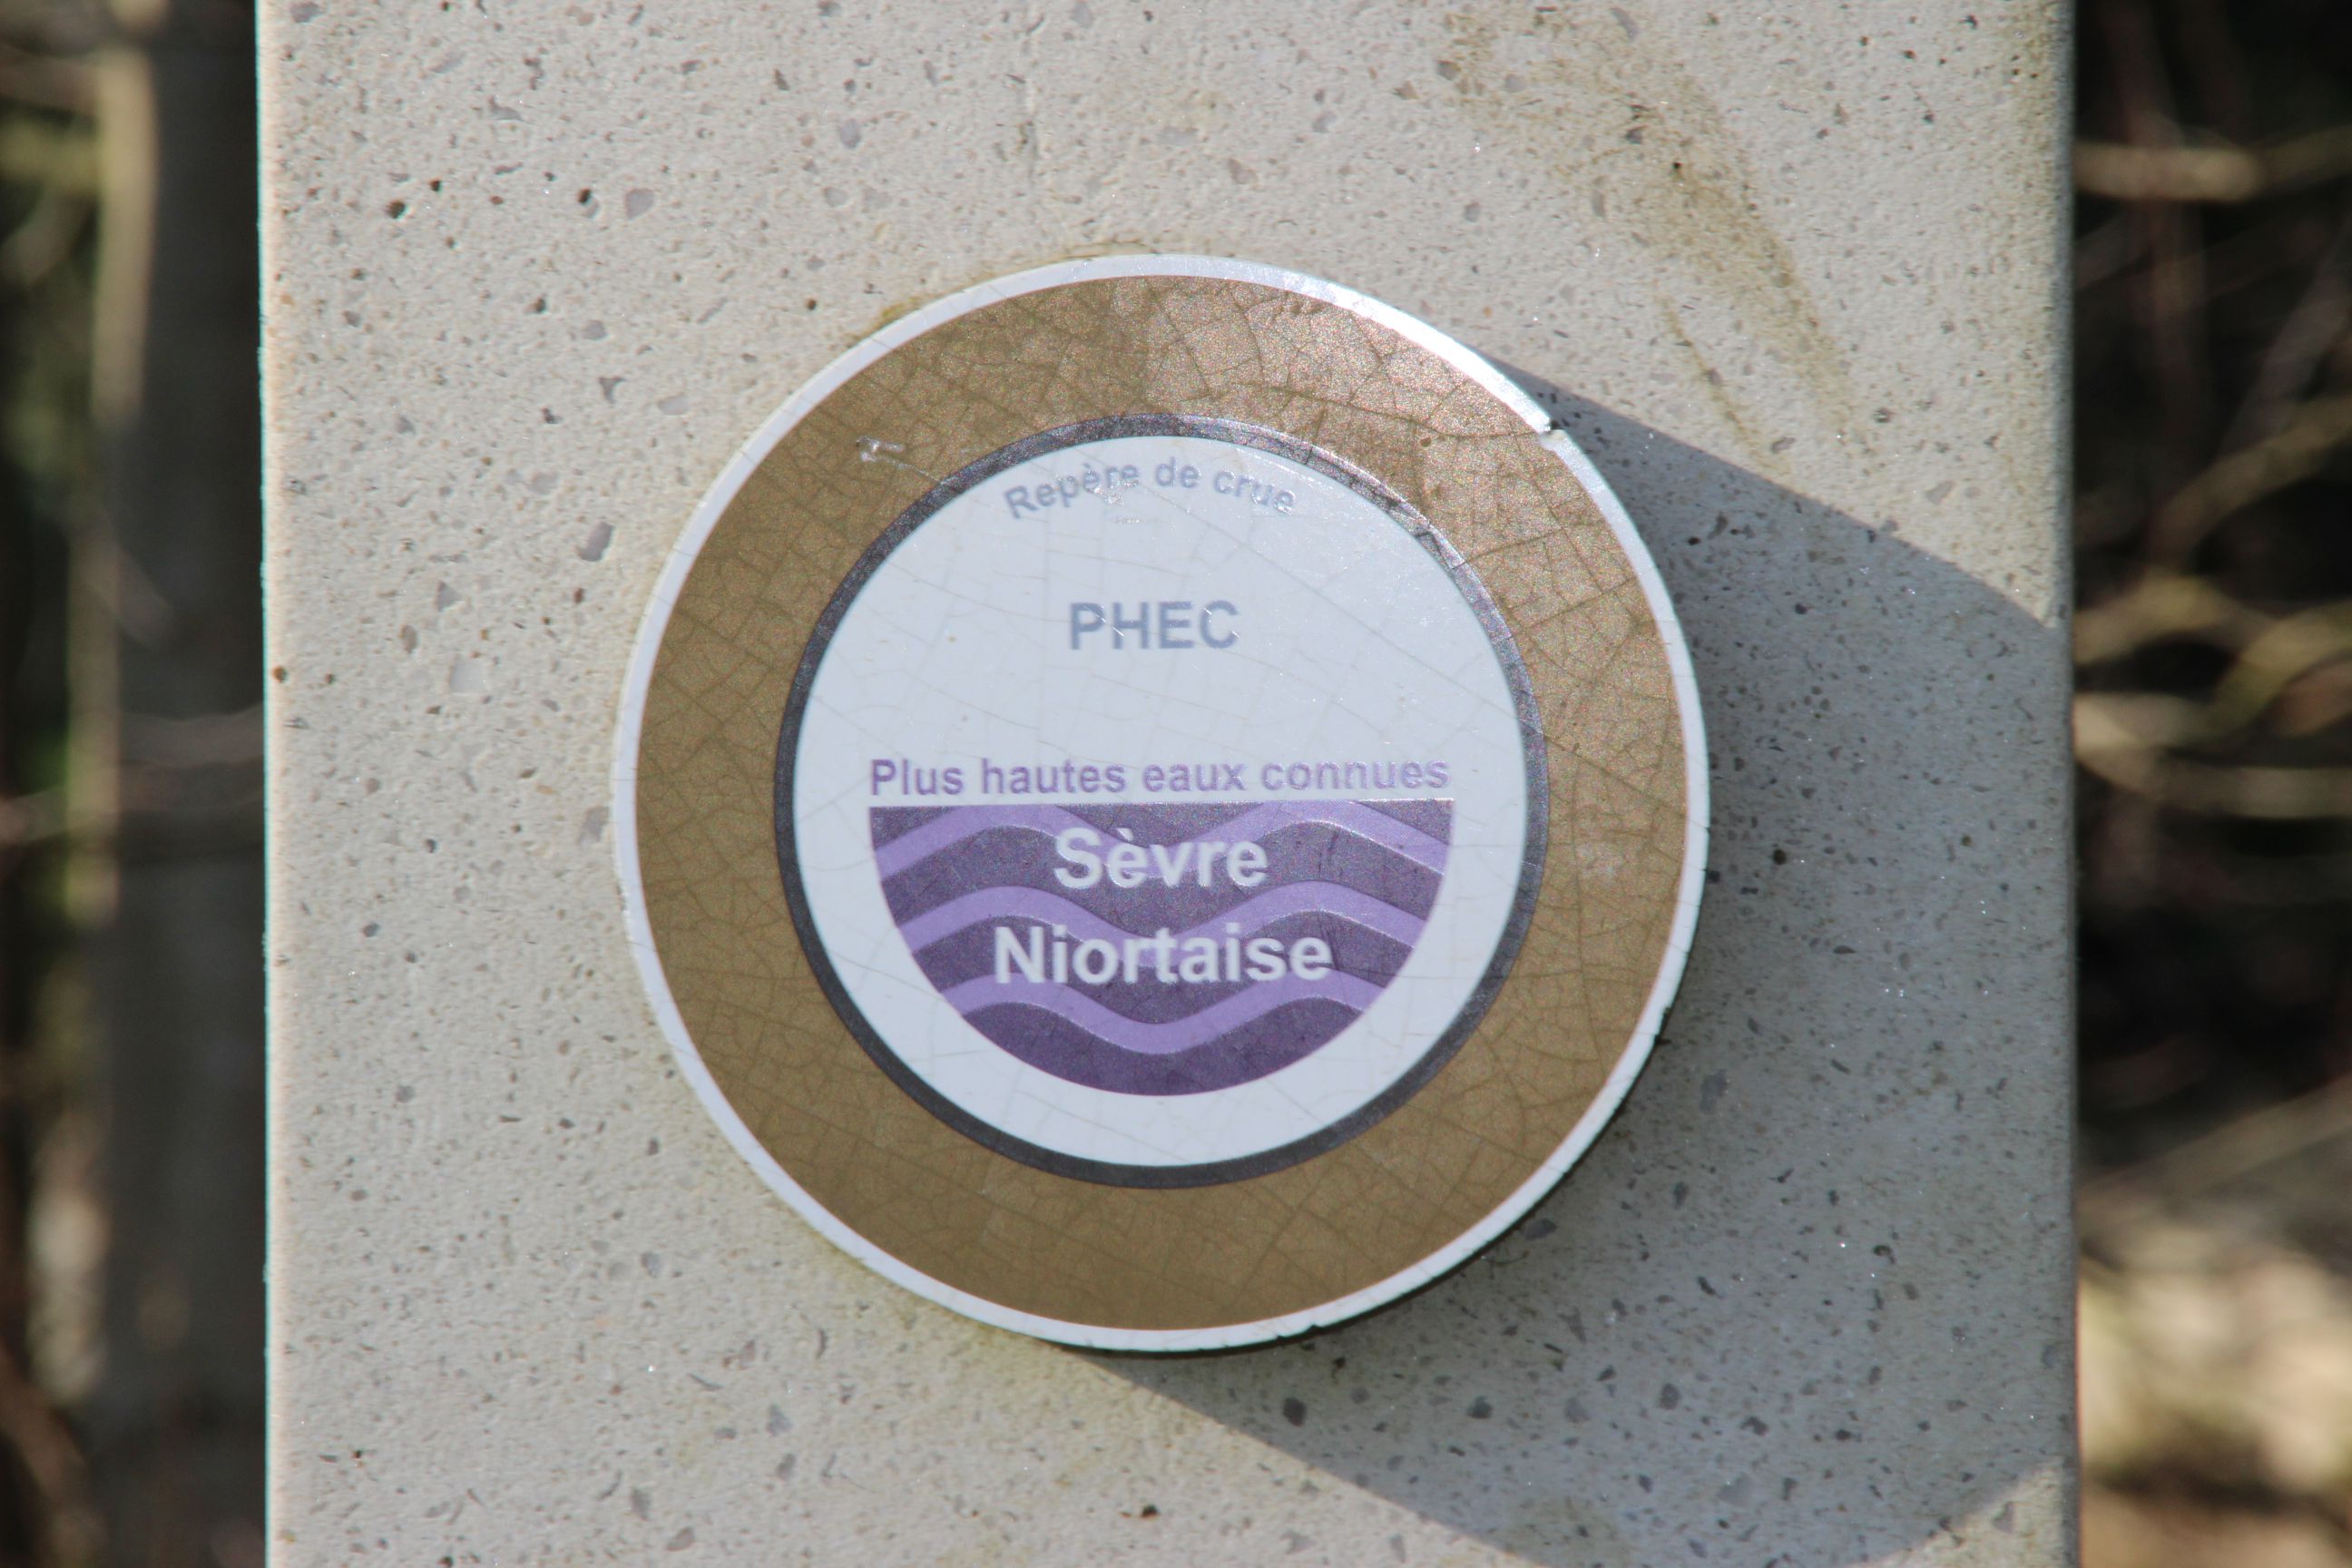 Repère de crue
PHEC
Plus hautes eaux connues
Sèvre
Niortaise